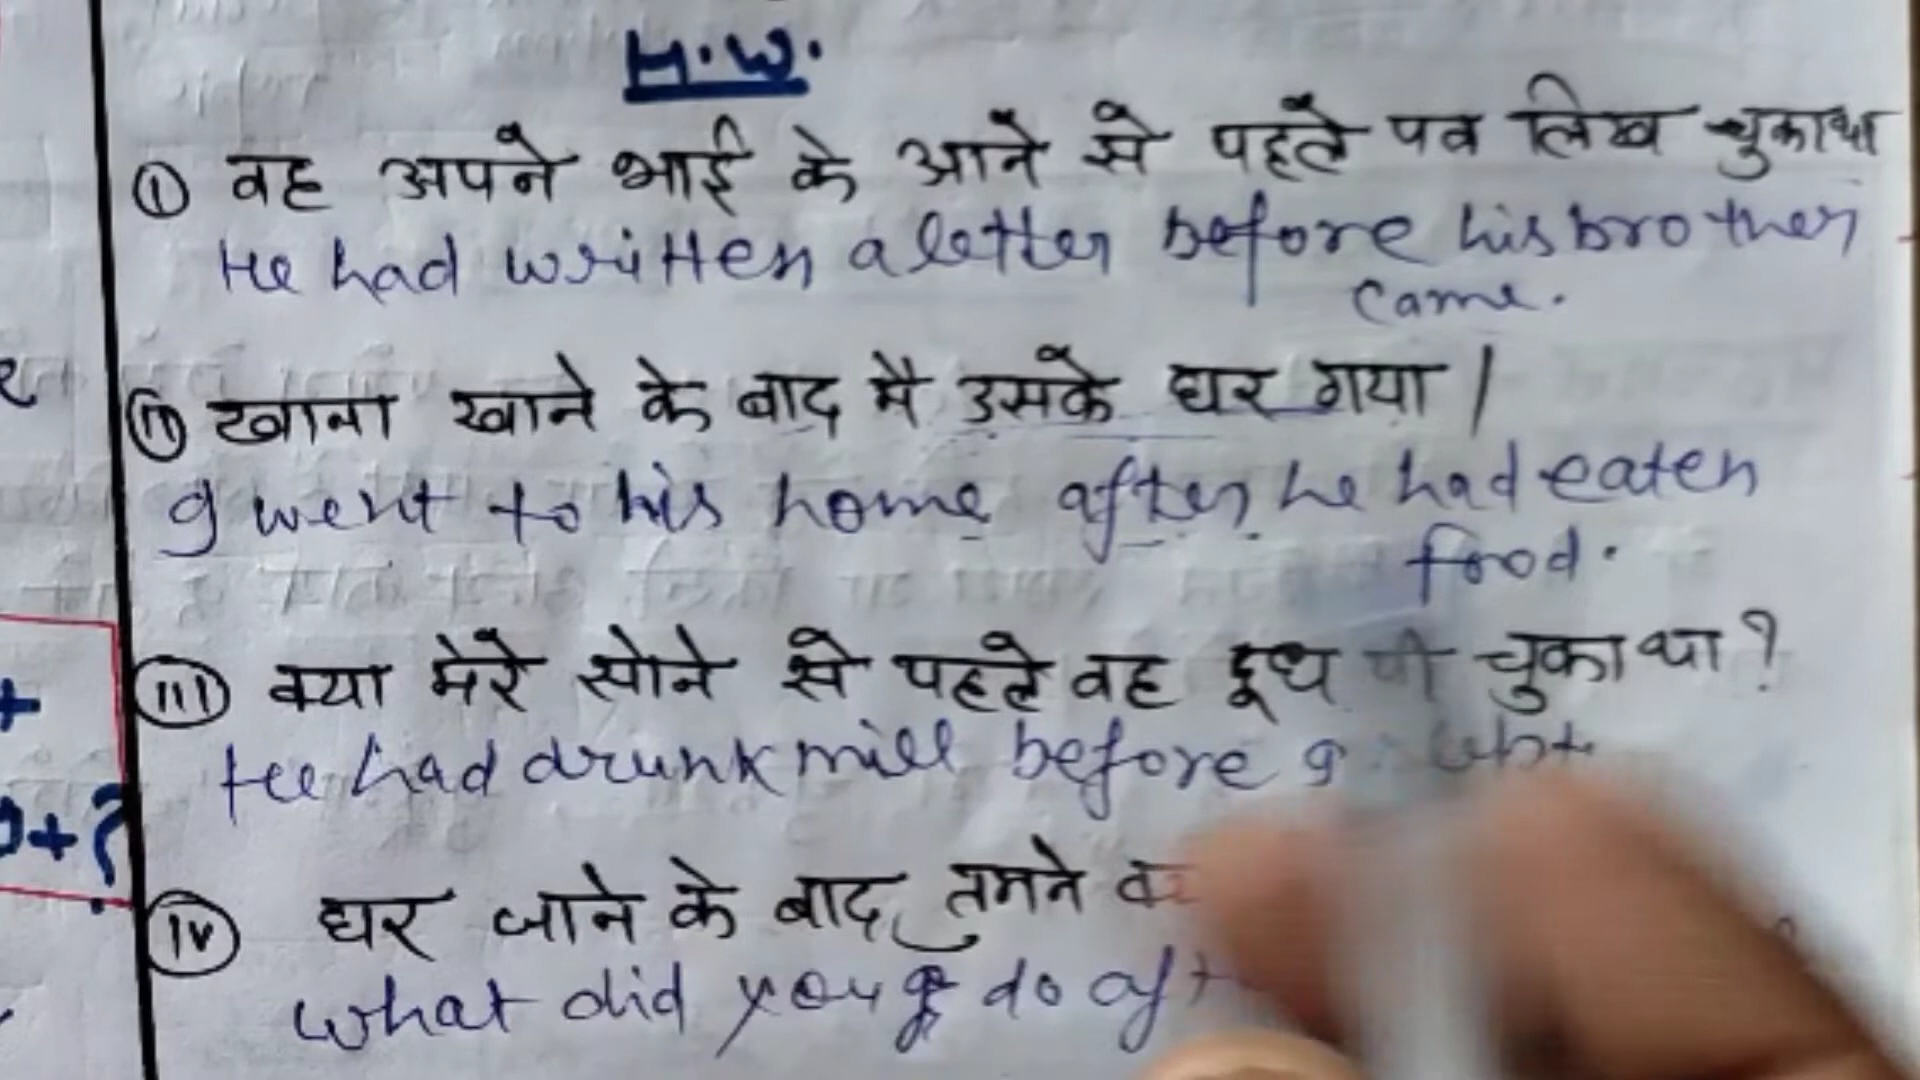 H.W.
① वह अपने भाई के आने से पहले पत्र लिख चुका था
He had written a letter before his brother
came.
(ii) खाना खाने के बाद मै उसके घर गया |
I went to his home after he had eaten
food.
(iii) क्या मेरे सोने से पहले वह दूध पी चुका था ?
He had drunk milk before I
(iv) घर जाने के बाद तुमने
what did you do